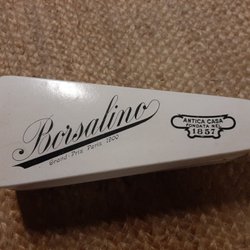 Borsalino
Grand Prix Paris 1900
"ANTICA CASA"
FONDATA NEL
1857